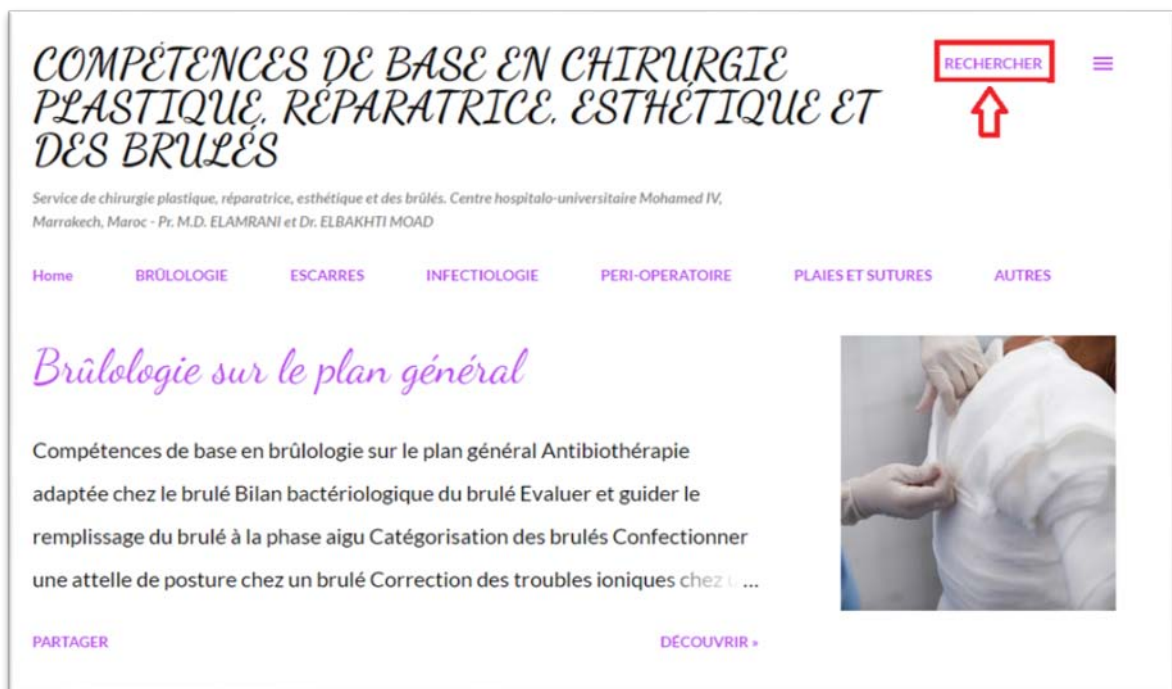 COMPÉTENCES DE BASE EN CHIRURGIE
PLASTIQUE, RÉPARATRICE, ESTHÉTIQUE ET
DES BRULÉS
RECHERCHER
Service de chirurgie plastique, réparatrice, esthétique et des brûlés. Centre hospitalo-universitaire Mohamed IV,
Marrakech, Maroc - Pr. M.D. ELAMRANI et Dr. ELBAKHTI MOAD
Home BRÛLOLOGIE ESCARRES INFECTIOLOGIE PERI-OPERATOIRE PLAIES ET SUTURES AUTRES
Brûlologie sur le plan général
Compétences de base en brûlologie sur le plan général Antibiothérapie
adaptée chez le brulé Bilan bactériologique du brulé Evaluer et guider le
remplissage du brulé à la phase aigu Catégorisation des brulés Confectionner
une attelle de posture chez un brulé Correction des troubles ioniques chez u ...
PARTAGER DÉCOUVRIR »